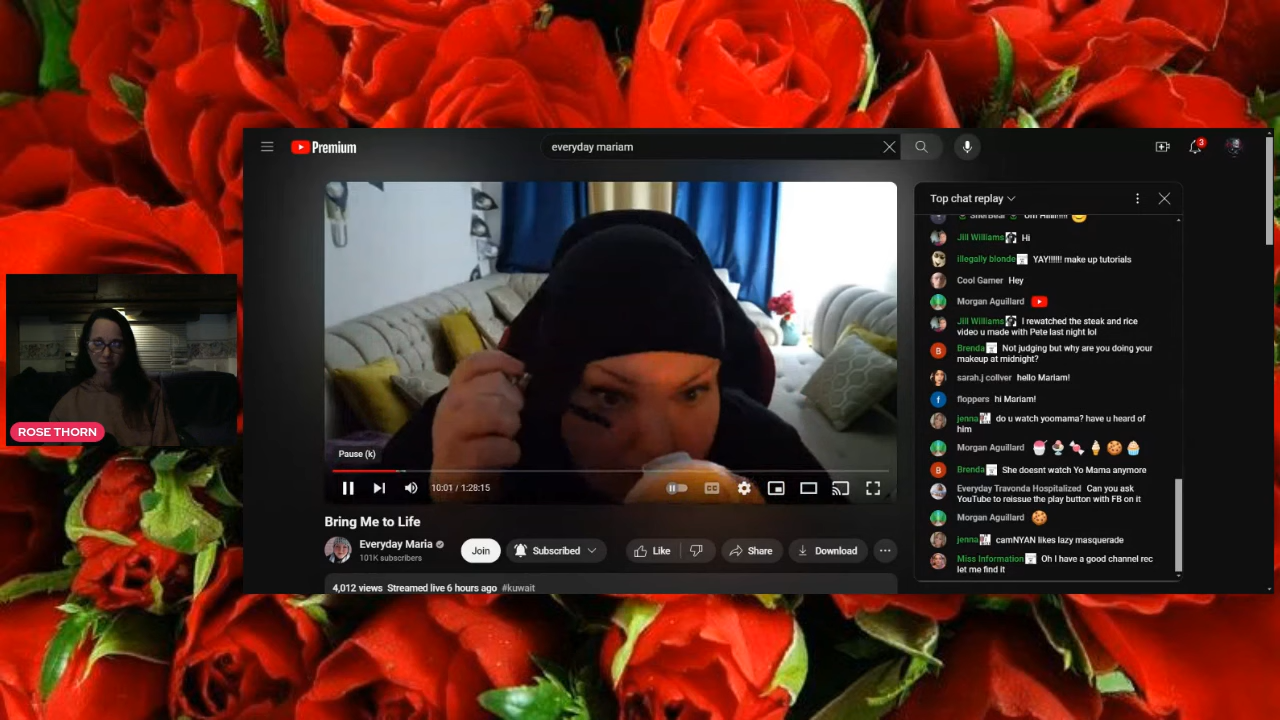 Premium
everyday mariam
3
Top chat replay
Jill Williams Hi
illegally blonde YAY!!!!!! make up tutorials
Cool Gamer Hey
Morgan Aguillard
Jill Williams I rewatched the steak and rice
video u made with Pete last night lol
Brenda Not judging but why are you doing your
makeup at midnight?
sarah.j collver hello Mariam!
floppers hi Mariam!
jenna do u watch yoomama? have u heard of
him
Morgan Aguillard
Brenda She doesnt watch Yo Mama anymore
Everyday Travonda Hospitalized Can you ask
YouTube to reissue the play button with FB on it
Morgan Aguillard
jenna camNYAN likes lazy masquerade
Miss Information Oh I have a good channel rec
let me find it
ROSE THORN
Pause (k)
10:01 / 1:28:15
CC
Bring Me to Life
Everyday Maria
101K subscribers
Join
Subscribed
Like
Share
Download
4,012 views Streamed live 6 hours ago #kuwait